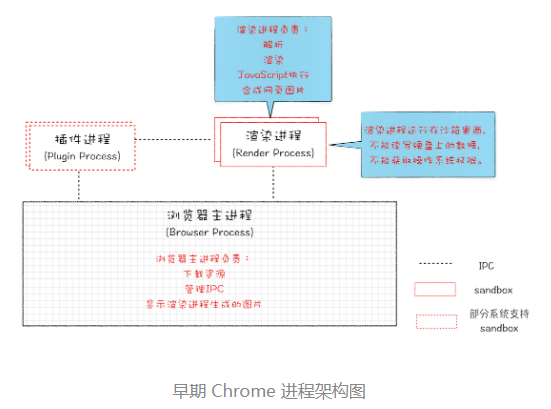 渲染进程负责：
解析
渲染
JavaScript执行
合成网页图片
插件进程
(Plugin Process)
渲染进程
(Render Process)
渲染进程运行在沙箱里面，
不能读写硬盘上的数据，
不能获取操作系统权限。
浏览器主进程
(Browser Process)
浏览器主进程负责：
下载资源
管理IPC
显示渲染进程生成的图片
IPC
sandbox
部分系统支持
sandbox
早期 Chrome 进程架构图